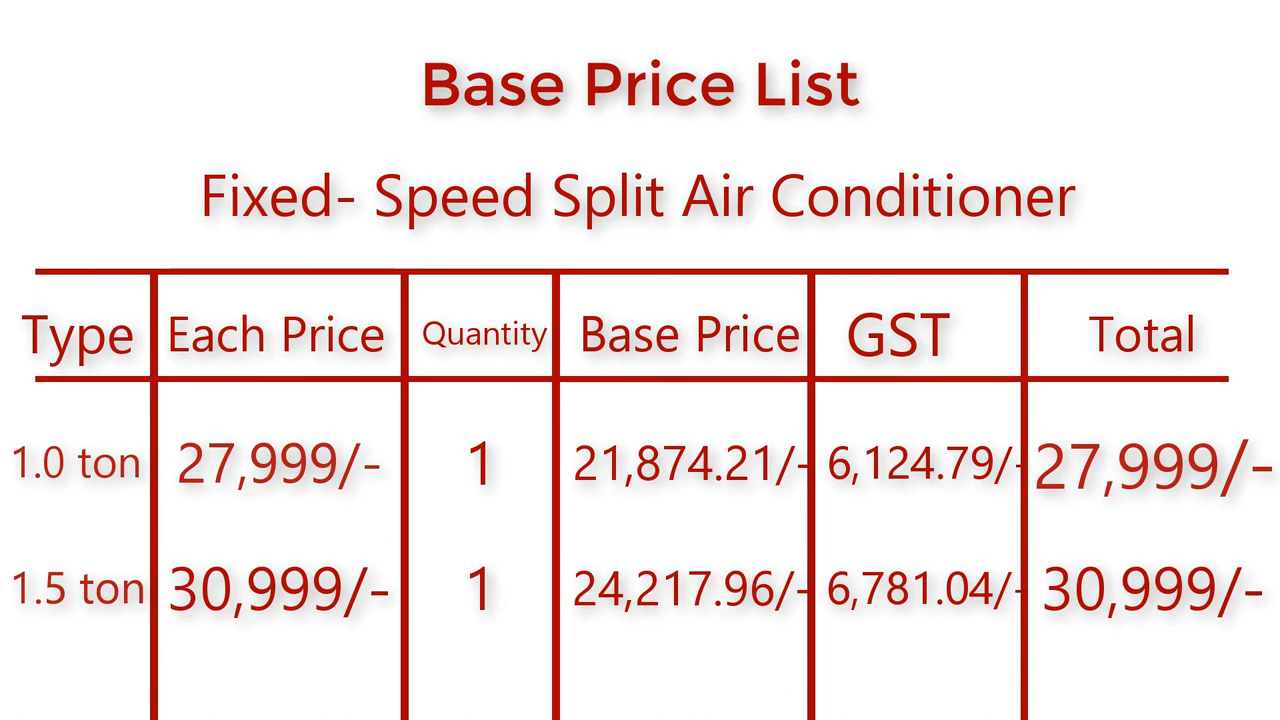 Base Price List
Fixed- Speed Split Air Conditioner
Type Each Price Quantity Base Price GST Total
1.0 ton 27,999/- 1 21,874.21/- 6,124.79/- 27,999/-
1.5 ton 30,999/- 1 24,217.96/- 6,781.04/- 30,999/-